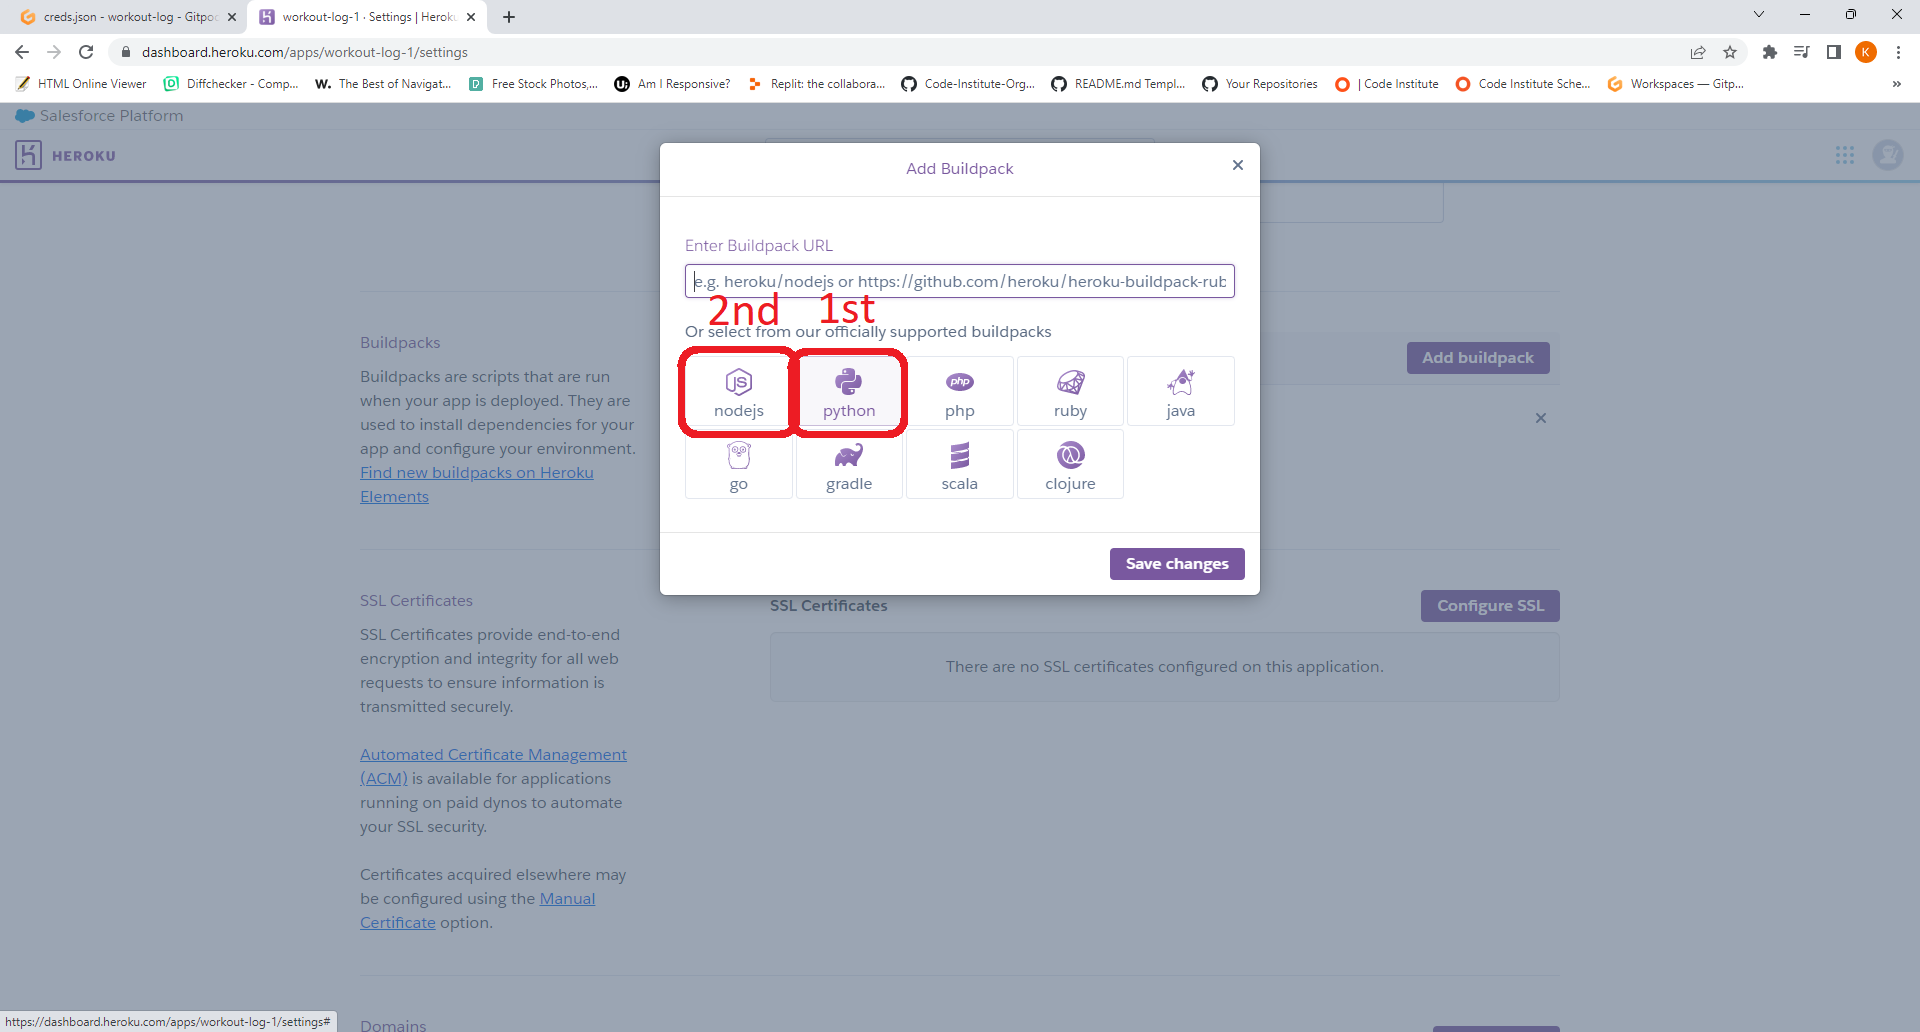 creds.json - workout-log - Gitpod
workout-log-1 · Settings | Heroku
dashboard.heroku.com/apps/workout-log-1/settings
K
HTML Online Viewer
Diffchecker - Comp...
W. The Best of Navigat...
Free Stock Photos,...
Am I Responsive?
Replit: the collabora...
Code-Institute-Org...
README.md Templ...
Your Repositories
| Code Institute
Code Institute Sche...
Workspaces — Gitp...
»
Salesforce Platform
HEROKU
Add Buildpack
Enter Buildpack URL
e.g. heroku/nodejs or https://github.com/heroku/heroku-buildpack-rub
2nd 1st
Or select from our officially supported buildpacks
nodejs
python
php
ruby
java
go
gradle
scala
clojure
Save changes
Buildpacks
Buildpacks are scripts that are run
when your app is deployed. They are
used to install dependencies for your
app and configure your environment.
Find new buildpacks on Heroku
Elements
Add buildpack
SSL Certificates
SSL Certificates provide end-to-end
encryption and integrity for all web
requests to ensure information is
transmitted securely.
Automated Certificate Management
(ACM) is available for applications
running on paid dynos to automate
your SSL security.
Certificates acquired elsewhere may
be configured using the Manual
Certificate option.
SSL Certificates
Configure SSL
There are no SSL certificates configured on this application.
Domains
https://dashboard.heroku.com/apps/workout-log-1/settings#